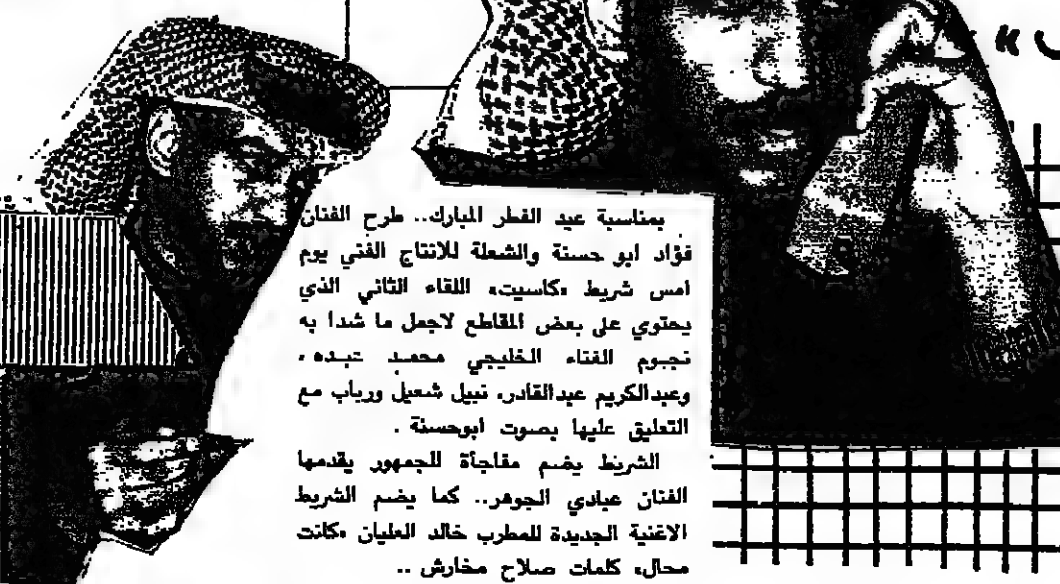 بمناسبة عيد الفطر المبارك.. طرح الفنان
فؤاد ابو حسنة والشعلة للانتاج الفني يوم
امس شريط «كاسيت» اللقاء الثاني الذي
يحتوي على بعض المقاطع لاجمل ما شدا به
نجوم الغناء الخليجي محمد عبده،
وعبدالكريم عبدالقادر، نبيل شعيل ورباب مع
التعليق عليها بصوت ابوحسنة .
الشريط يضم مفاجأة للجمهور يقدمها
الفنان عبادي الجوهر.. كما يضم الشريط
الاغنية الجديدة للمطرب خالد العليان «كانت
محال» كلمات صلاح مخارش ..